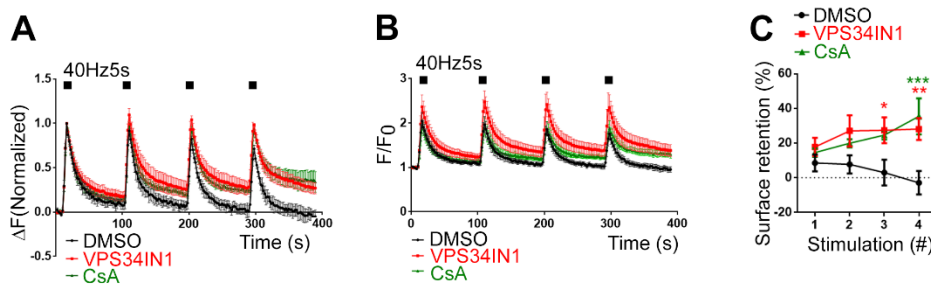 A
40Hz5s
ΔF(Normalized)
1.5
1.0
0.5
0.0
-0.5
100
200
300
400
Time (s)
DMSO
VPS34IN1
CsA
B
40Hz5s
F/F0
3
2
1
0
0
100
200
300
400
Time (s)
DMSO
VPS34IN1
CsA
C
DMSO
VPS34IN1
CsA
Surface retention (%)
60
40
20
0
-20
***
*
**
1
2
3
4
Stimulation (#)